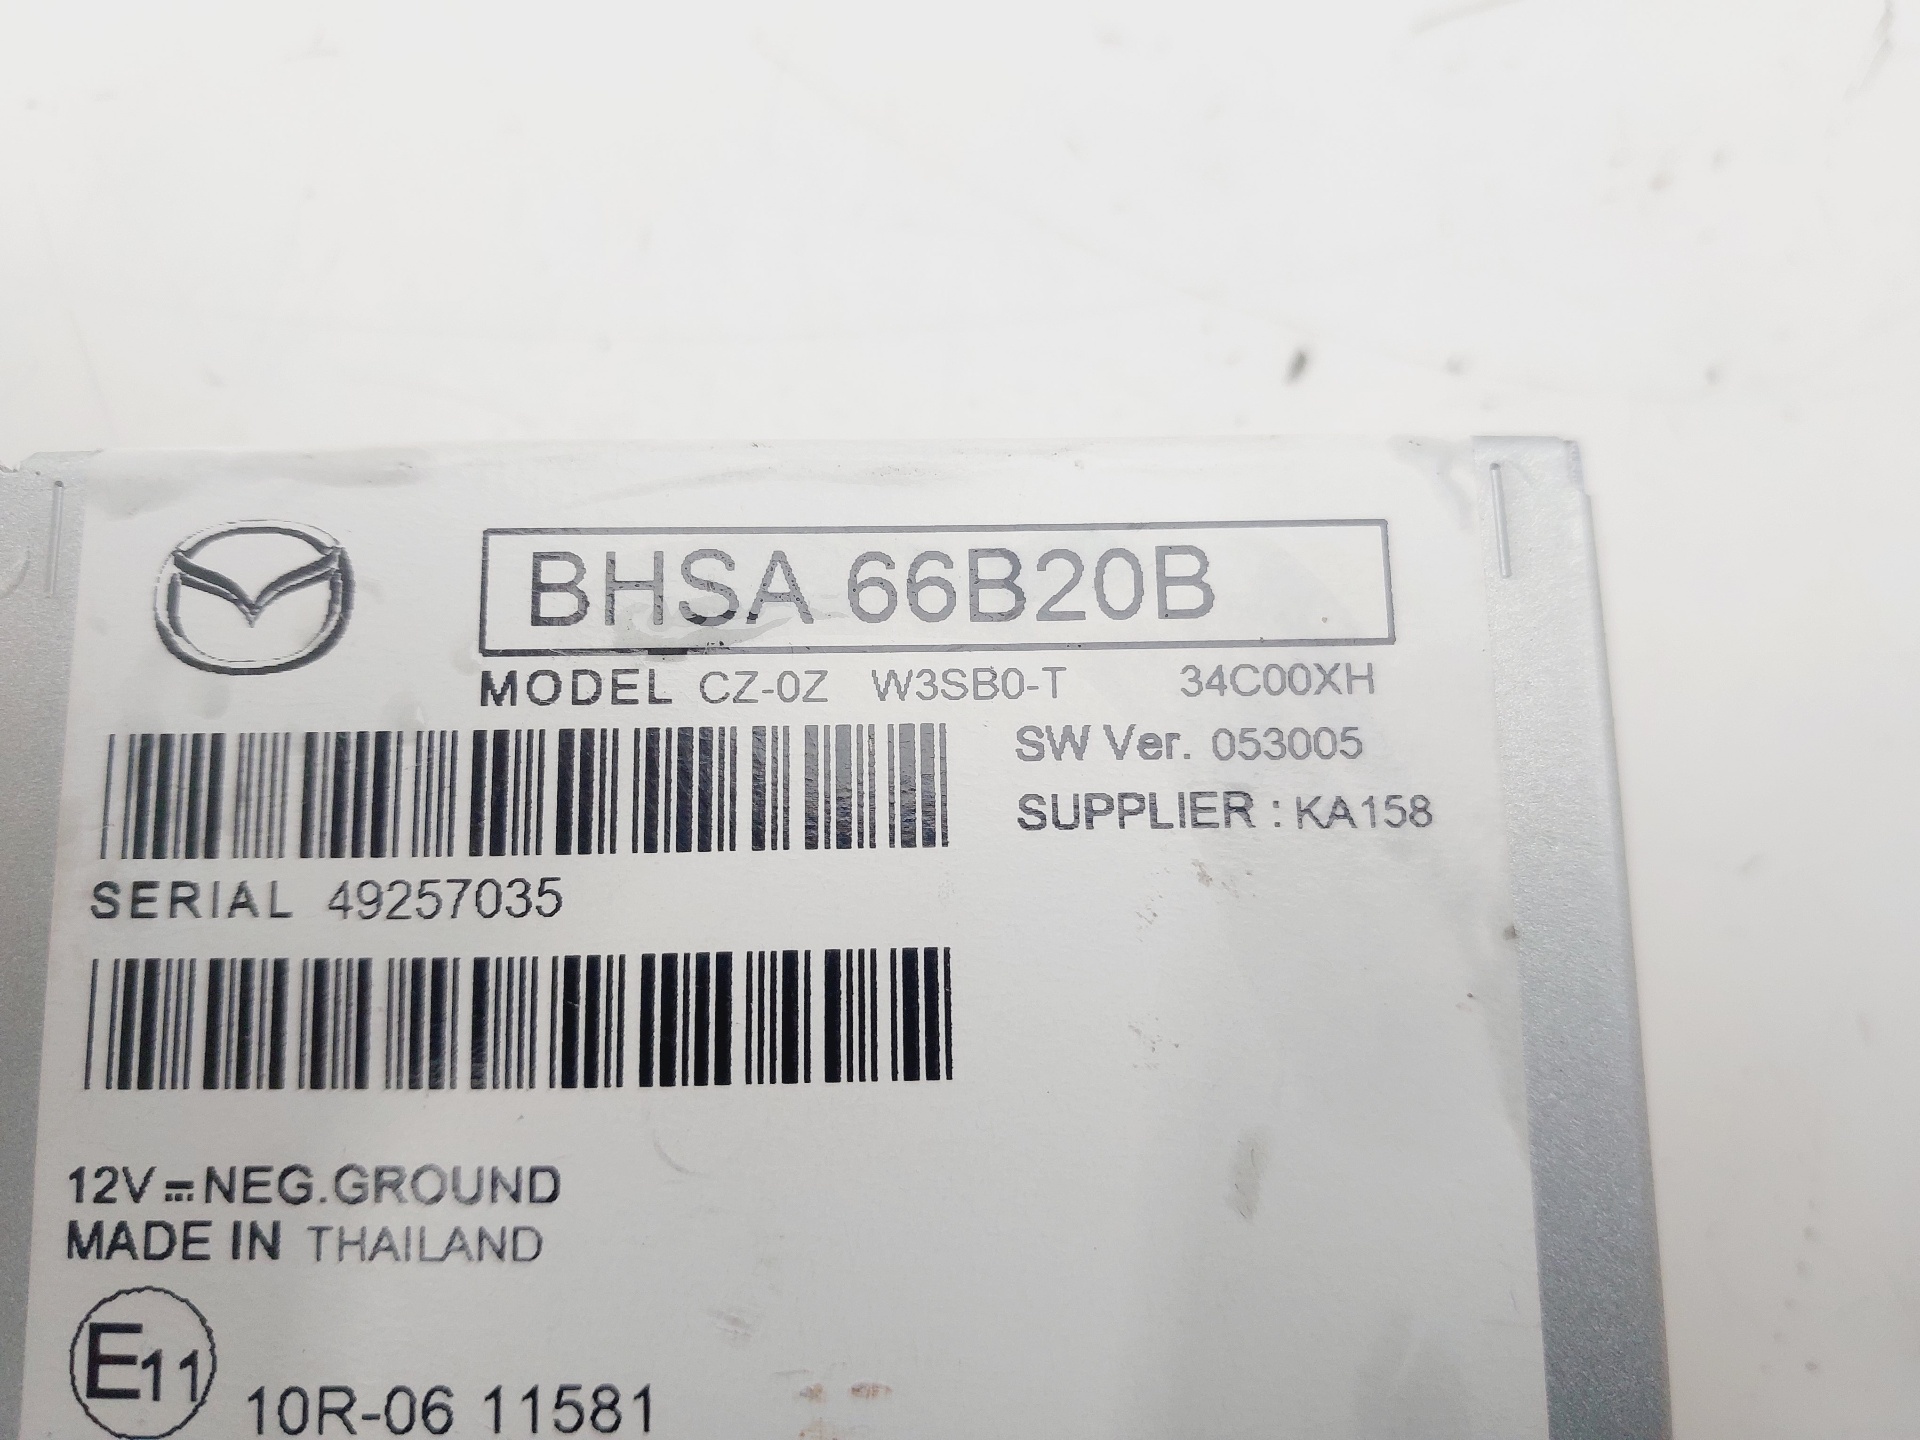 BHSA 66B20B
MODEL CZ-0Z W3SB0-T 34C00XH
SW Ver. 053005
SUPPLIER : KA158
SERIAL 49257035
12V⎓NEG.GROUND
MADE IN THAILAND
E11
10R-06 11581